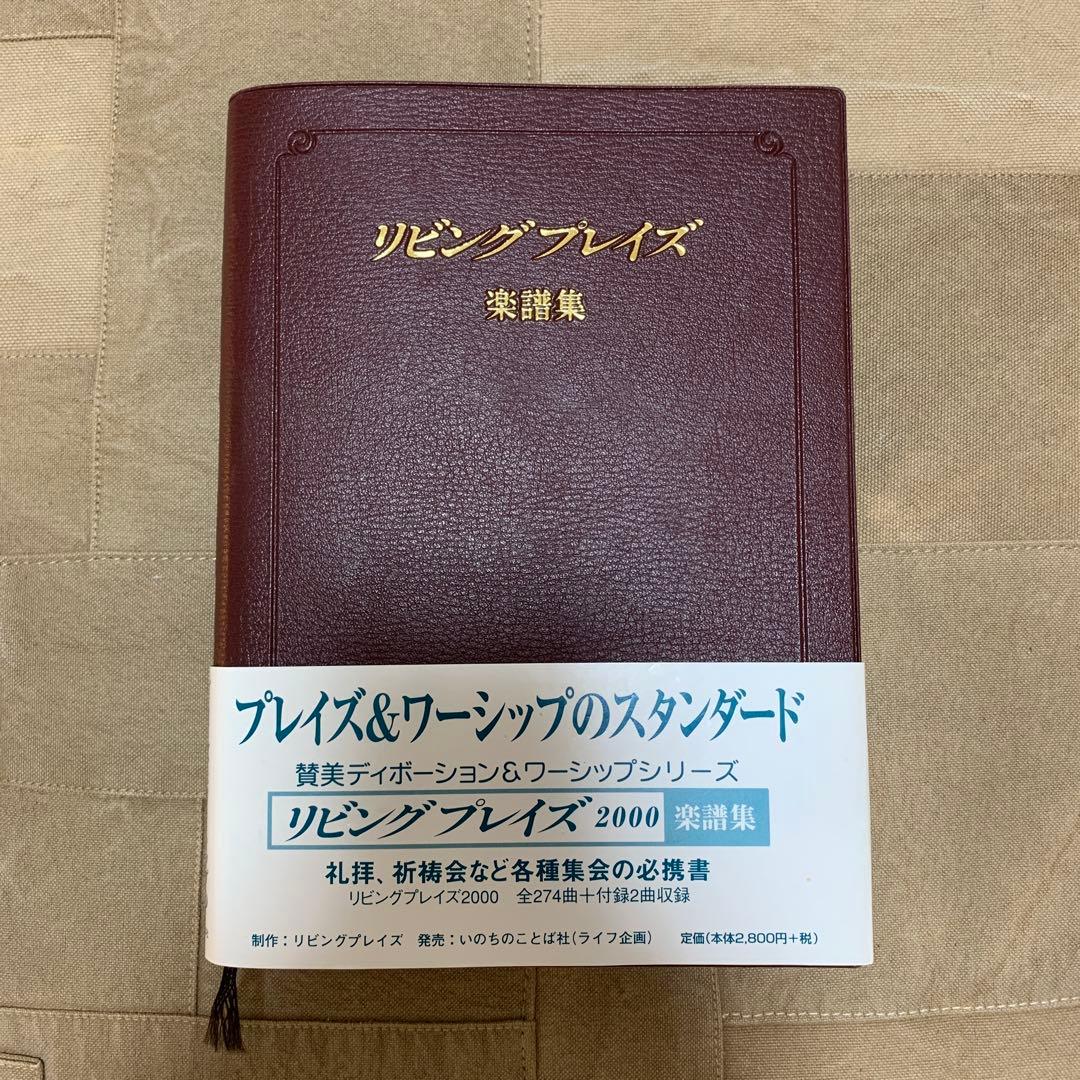 リビングプレイズ
楽譜集
プレイズ&ワーシップのスタンダード
賛美ディボーション&ワーシップシリーズ
リビングプレイズ2000 楽譜集
礼拝、祈祷会など各種集会の必携書
リビングプレイズ2000 全274曲+付録2曲収録
制作:リビングプレイズ 発売:いのちのことば社(ライフ企画) 定価(本体2,800円+税)